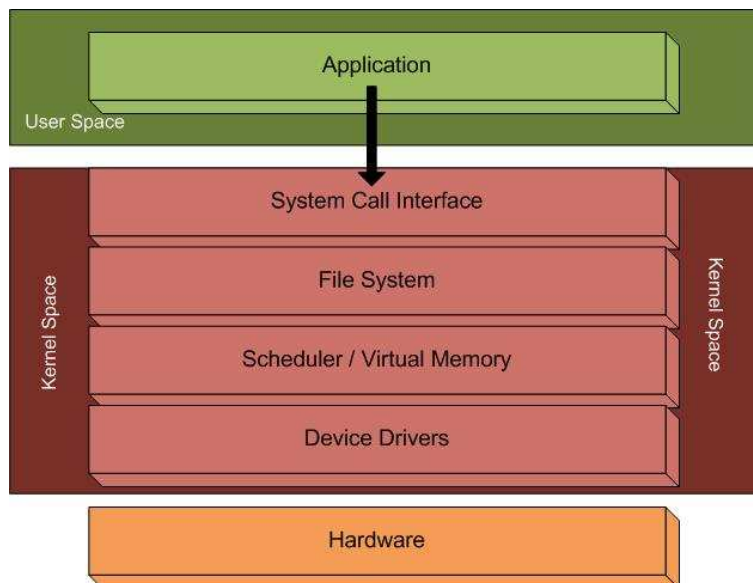 Application
User Space
System Call Interface
File System
Kernel Space
Kernel Space
Scheduler / Virtual Memory
Device Drivers
Hardware